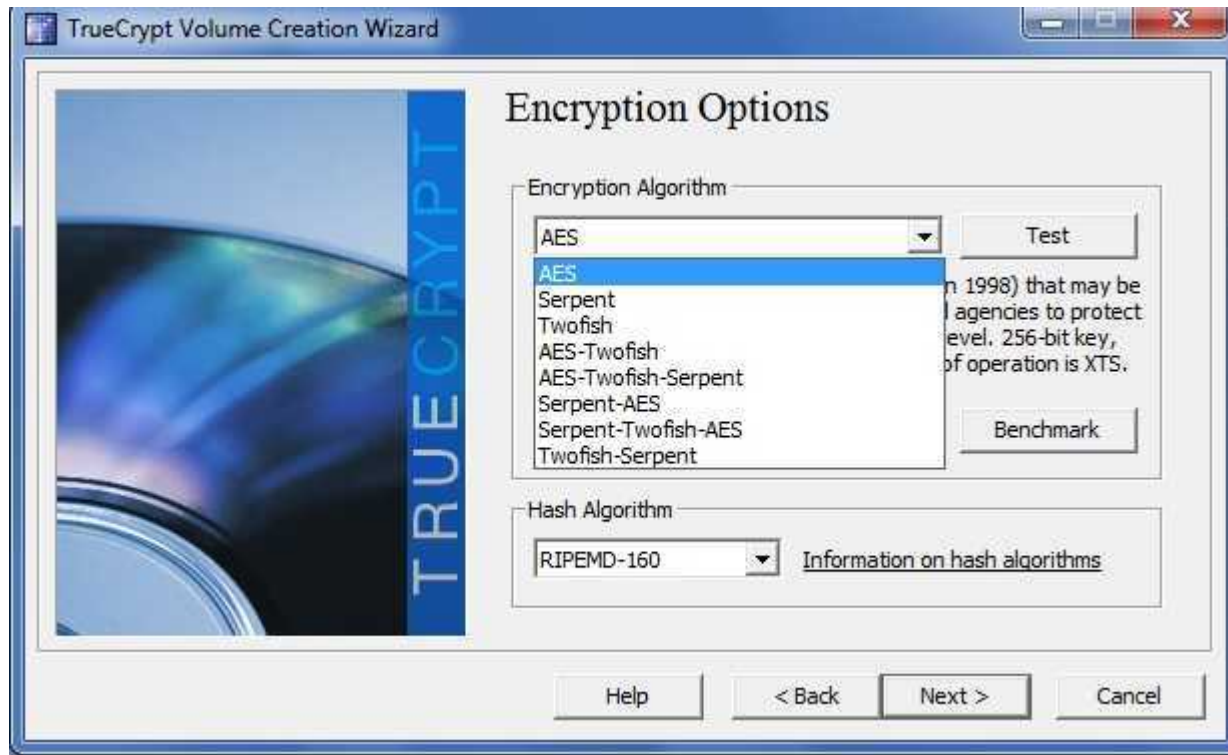 TrueCrypt Volume Creation Wizard
TRUECRYPT
Encryption Options
Encryption Algorithm
AES
Test
AES
Serpent
Twofish
AES-Twofish
AES-Twofish-Serpent
Serpent-AES
Serpent-Twofish-AES
Twofish-Serpent
n 1998) that may be
agencies to protect
evel. 256-bit key,
of operation is XTS.
Benchmark
Hash Algorithm
RIPEMD-160
Information on hash algorithms
Help
< Back
Next >
Cancel